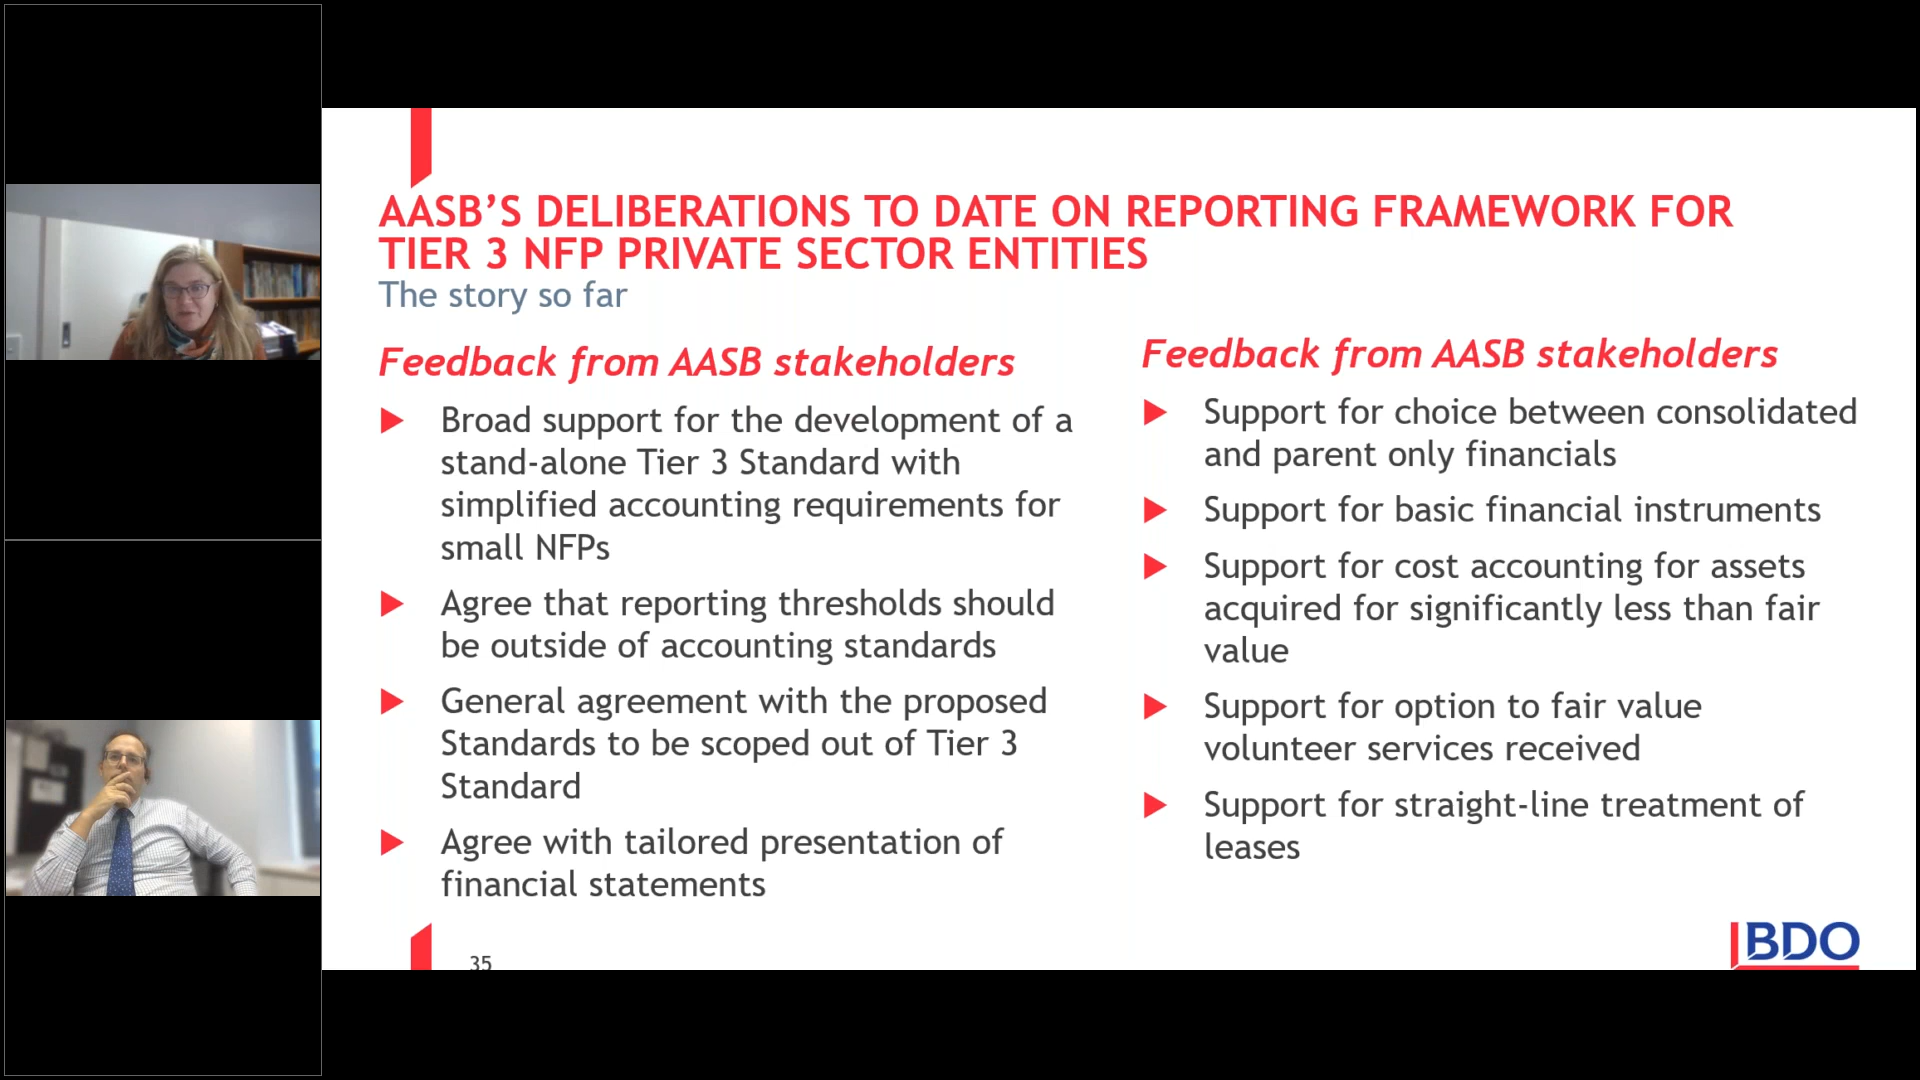 AASB’S DELIBERATIONS TO DATE ON REPORTING FRAMEWORK FOR
TIER 3 NFP PRIVATE SECTOR ENTITIES
The story so far
Feedback from AASB stakeholders
Broad support for the development of a
stand-alone Tier 3 Standard with
simplified accounting requirements for
small NFPs
Agree that reporting thresholds should
be outside of accounting standards
General agreement with the proposed
Standards to be scoped out of Tier 3
Standard
Agree with tailored presentation of
financial statements
Feedback from AASB stakeholders
Support for choice between consolidated
and parent only financials
Support for basic financial instruments
Support for cost accounting for assets
acquired for significantly less than fair
value
Support for option to fair value
volunteer services received
Support for straight-line treatment of
leases
35
BDO